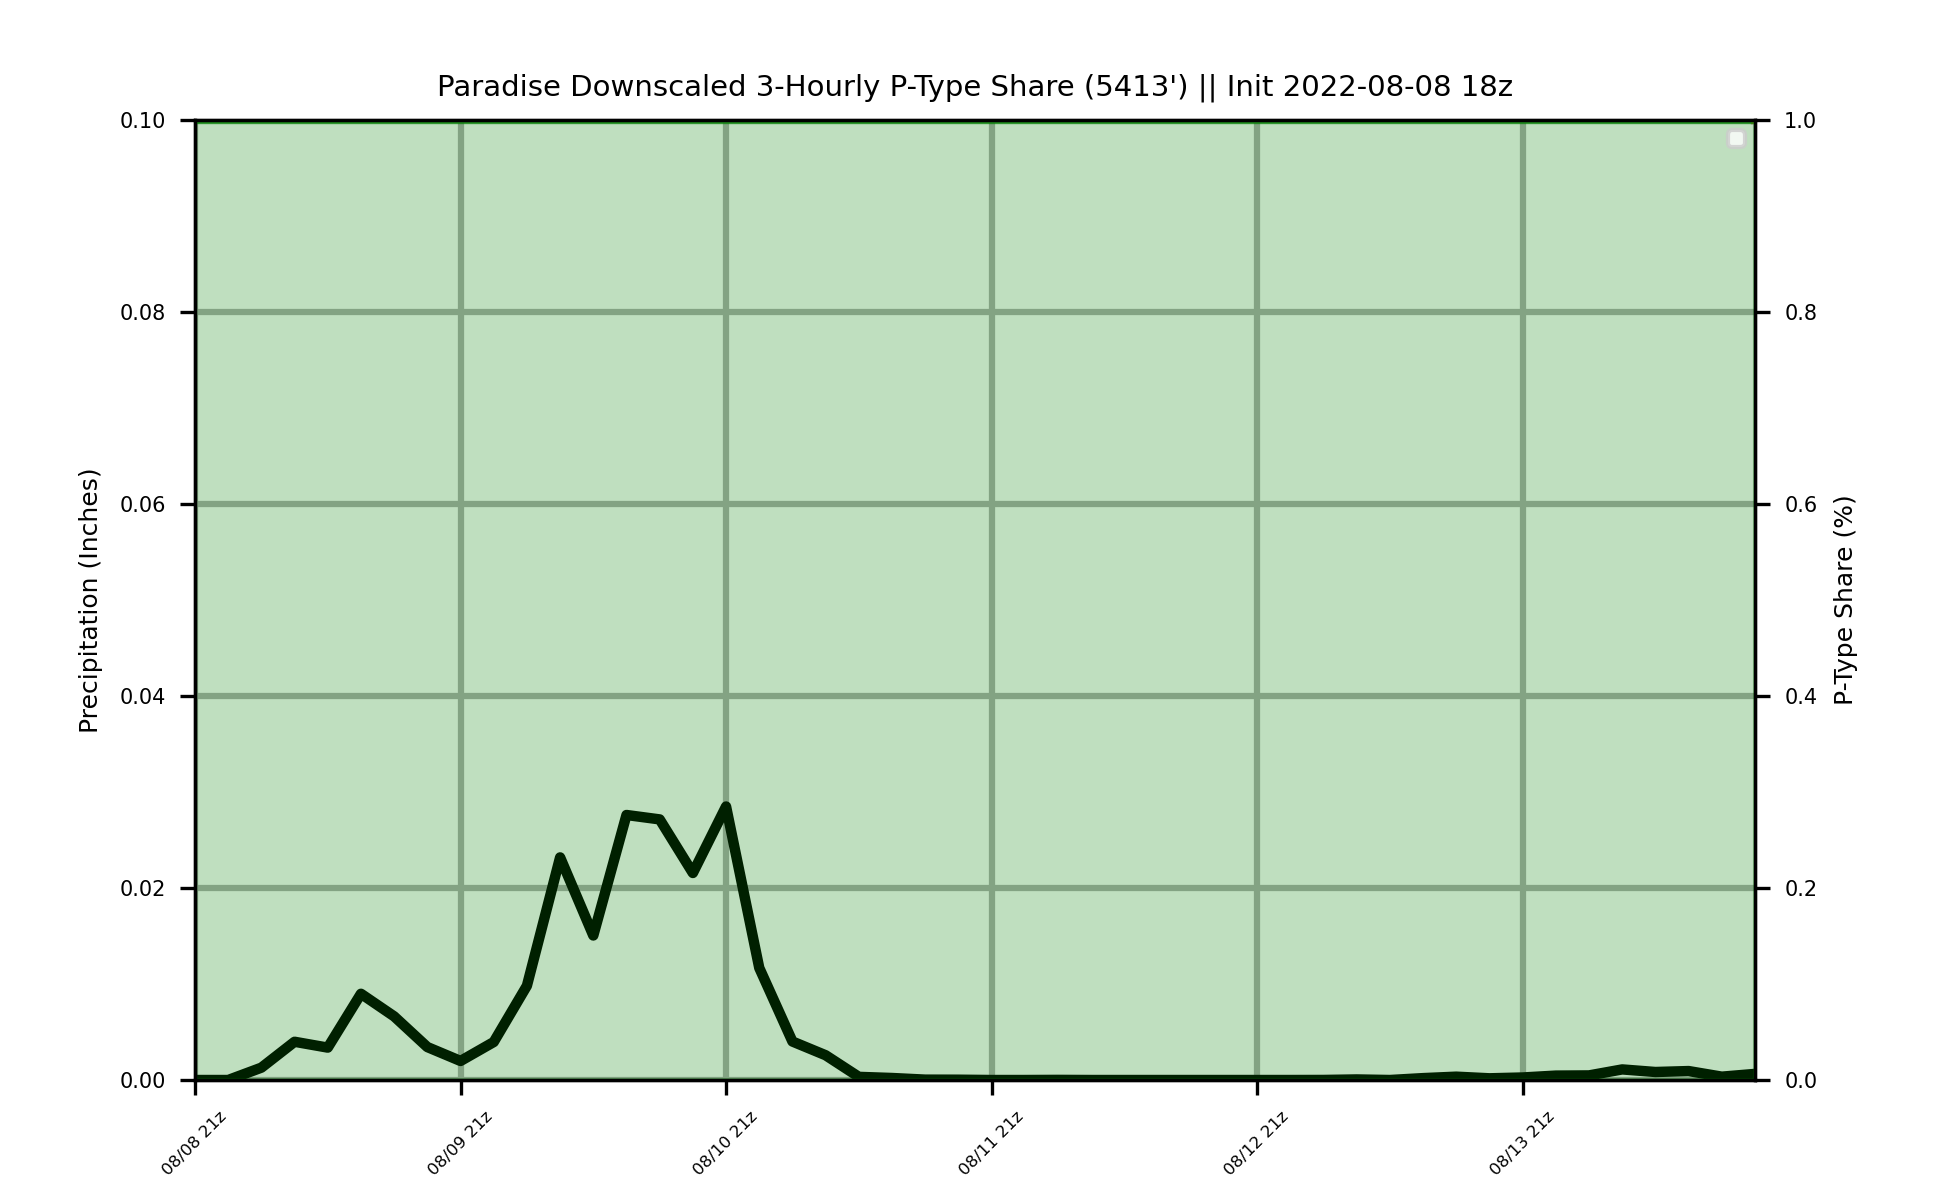 Paradise Downscaled 3-Hourly P-Type Share (5413') || Init 2022-08-08 18z
Precipitation (Inches)
0.10
0.08
0.06
0.04
0.02
0.00
1.0
0.8
0.6
0.4
0.2
0.0
P-Type Share (%)
08/08 21z
08/09 21z
08/10 21z
08/11 21z
08/12 21z
08/13 21z